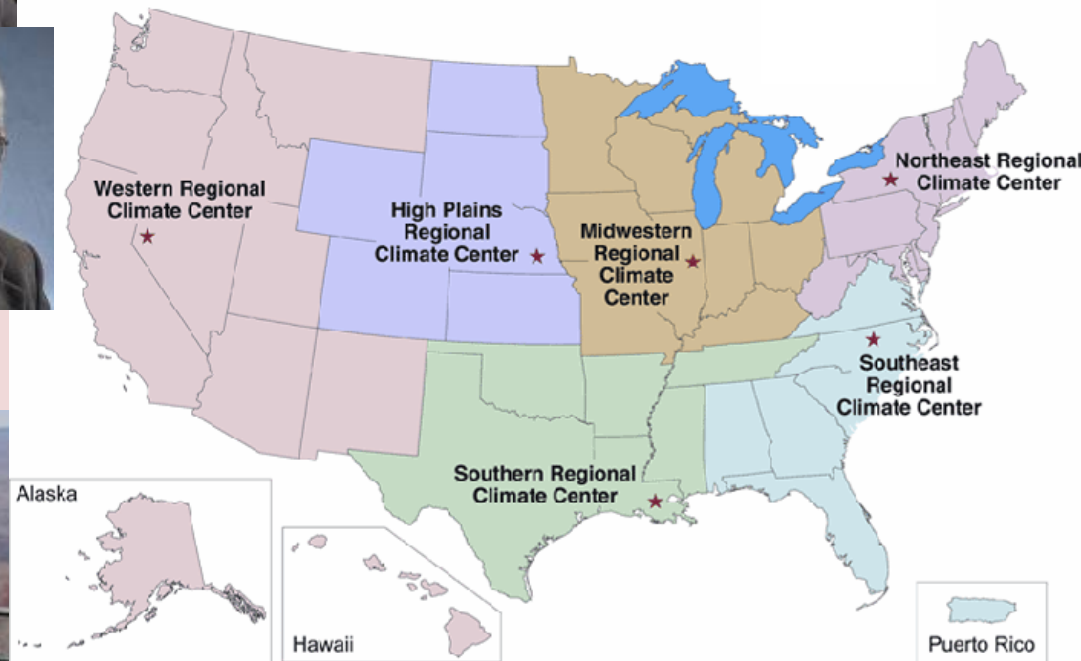 Western Regional
Climate Center
High Plains
Regional
Climate Center
Midwestern
Regional
Climate
Center
Northeast Regional
Climate Center
Southeast
Regional
Climate Center
Southern Regional
Climate Center
Alaska
Hawaii
Puerto Rico